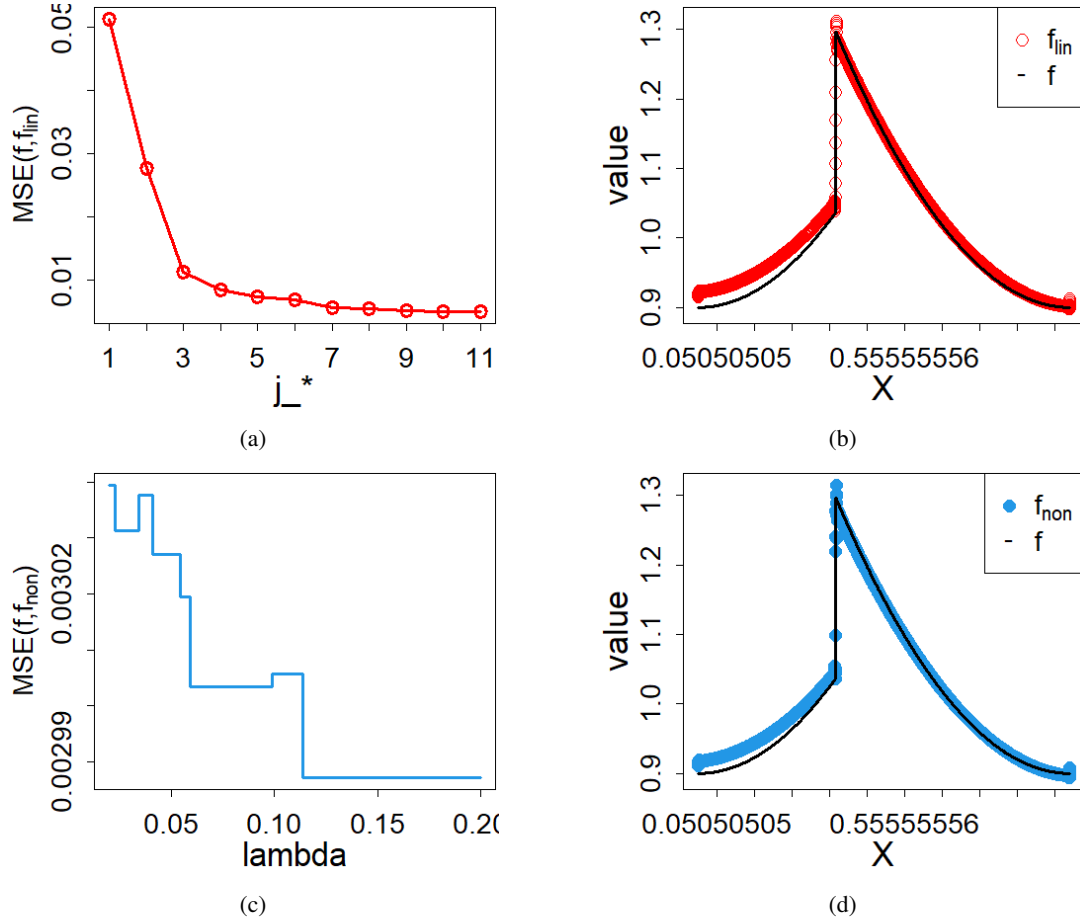 MSE(f,f_lin)
0.01
0.03
0.05
1
3
5
7
9
11
j_*
(a)
value
0.9
1.0
1.1
1.2
1.3
f_lin
f
0.05050505
0.55555556
X
(b)
MSE(f,f_non)
0.00299
0.00302
0.05
0.10
0.15
0.20
lambda
(c)
value
0.9
1.0
1.1
1.2
1.3
f_non
f
0.05050505
0.55555556
X
(d)